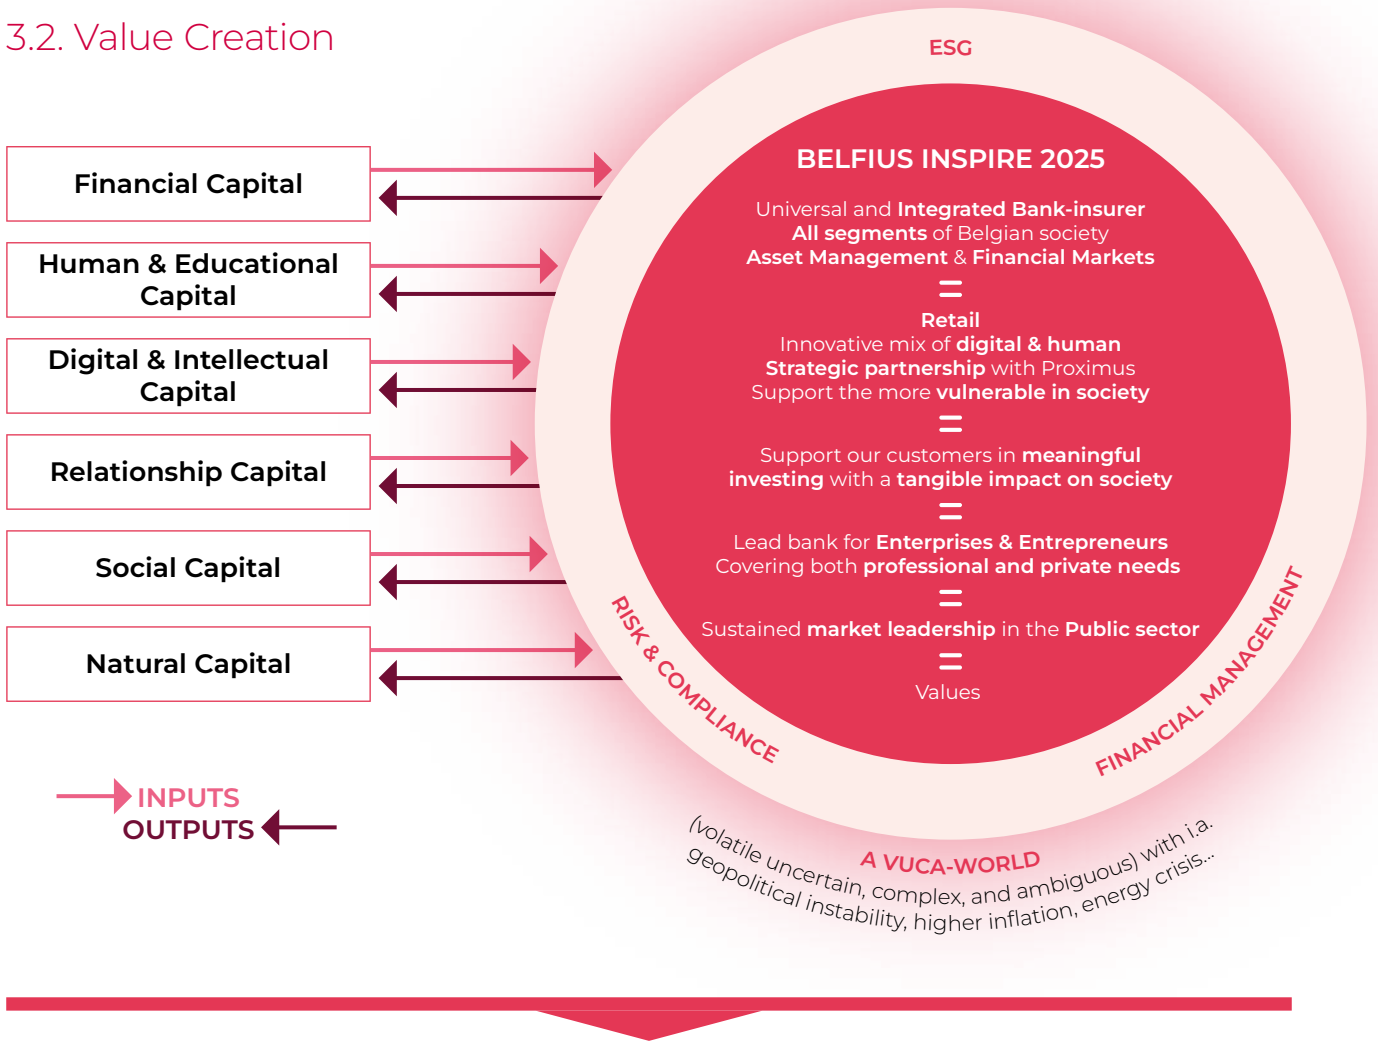 3.2. Value Creation
Financial Capital
Human & Educational
Capital
Digital & Intellectual
Capital
Relationship Capital
Social Capital
Natural Capital
INPUTS
OUTPUTS
ESG
BELFIUS INSPIRE 2025
Universal and Integrated Bank-insurer
All segments of Belgian society
Asset Management & Financial Markets
=
Retail
Innovative mix of digital & human
Strategic partnership with Proximus
Support the more vulnerable in society
=
Support our customers in meaningful
investing with a tangible impact on society
=
Lead bank for Enterprises & Entrepreneurs
Covering both professional and private needs
=
Sustained market leadership in the Public sector
=
Values
RISK & COMPLIANCE
FINANCIAL MANAGEMENT
A VUCA-WORLD
(volatile uncertain, complex, and ambiguous) with i.a.
geopolitical instability, higher inflation, energy crisis...